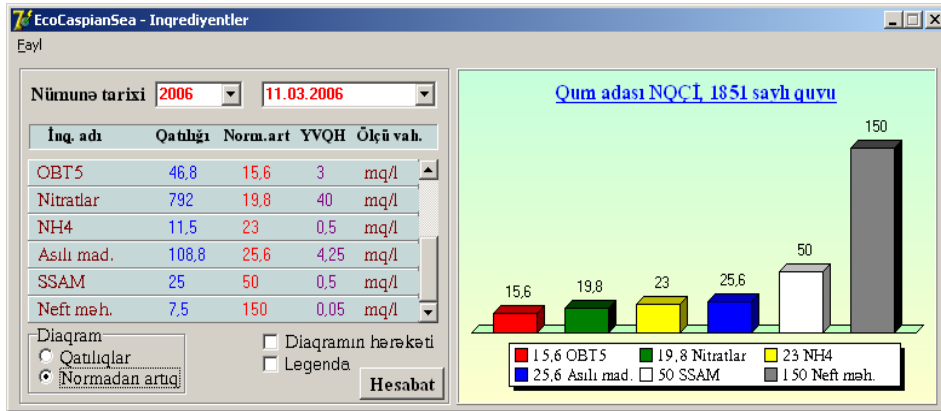 EcoCaspianSea - Inqrediyentler
Fayl
Nümunə tarixi 2006 11.03.2006
İnq. adı Qatılığı Norm.art YVQH Ölçü vah.
OBT5 46,8 15,6 3 mq/l
Nitratlar 792 19,8 40 mq/l
NH4 11,5 23 0,5 mq/l
Asılı mad. 108,8 25,6 4,25 mq/l
SSAM 25 50 0,5 mq/l
Neft məh. 7,5 150 0,05 mq/l
Diaqram
Qatılıqlar
Normadan artıq
Diaqramın hərəkəti
Legenda
Hesabat
Qum adası NQÇİ, 1851 saylı quyu
15,6 19,8 23 25,6 50 150
15,6 OBT5 19,8 Nitratlar 23 NH4
25,6 Asılı mad. 50 SSAM 150 Neft məh.